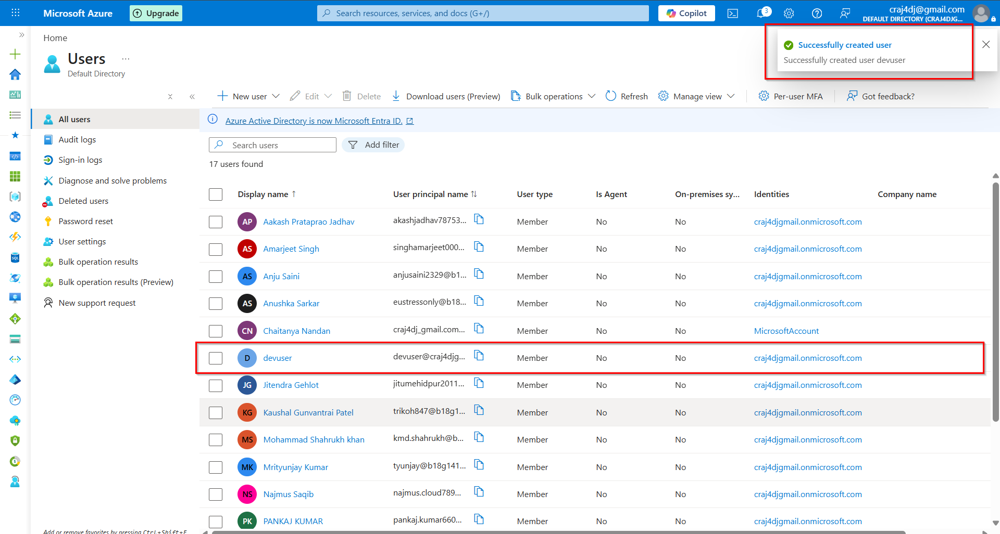 Microsoft Azure
Upgrade
Search resources, services, and docs (G+/)
Copilot
3
craj4dj@gmail.com
DEFAULT DIRECTORY (CRAJ4DJG...
Home
Users ...
Default Directory
Successfully created user
Successfully created user devuser
New user
Edit
Delete
Download users (Preview)
Bulk operations
Refresh
Manage view
Per-user MFA
Got feedback?
All users
Audit logs
Sign-in logs
Diagnose and solve problems
Deleted users
Password reset
User settings
Bulk operation results
Bulk operation results (Preview)
New support request
Add or remove favorites by pressing Ctrl+Shift+F
Azure Active Directory is now Microsoft Entra ID.
Search users
Add filter
17 users found
Display name ↑ User principal name ↑↓ User type Is Agent On-premises sy... Identities Company name
AP Aakash Prataprao Jadhav akashjadhav78753... Member No No craj4djgmail.onmicrosoft.com
AS Amarjeet Singh singhamarjeet000... Member No No craj4djgmail.onmicrosoft.com
AS Anju Saini anjusaini2329@b1... Member No No craj4djgmail.onmicrosoft.com
AS Anushka Sarkar eustressonly@b18... Member No No craj4djgmail.onmicrosoft.com
CN Chaitanya Nandan craj4dj_gmail.com... Member No No MicrosoftAccount
D devuser devuser@craj4djg... Member No No craj4djgmail.onmicrosoft.com
JG Jitendra Gehlot jitumehidpur2011... Member No No craj4djgmail.onmicrosoft.com
KG Kaushal Gunvantrai Patel trikoh847@b18g1... Member No No craj4djgmail.onmicrosoft.com
MS Mohammad Shahrukh khan kmd.shahrukh@b... Member No No craj4djgmail.onmicrosoft.com
MK Mrityunjay Kumar tyunjay@b18g141... Member No No craj4djgmail.onmicrosoft.com
NS Najmus Saqib najmus.cloud789... Member No No craj4djgmail.onmicrosoft.com
PK PANKAJ KUMAR pankaj.kumar660... Member No No craj4djgmail.onmicrosoft.com